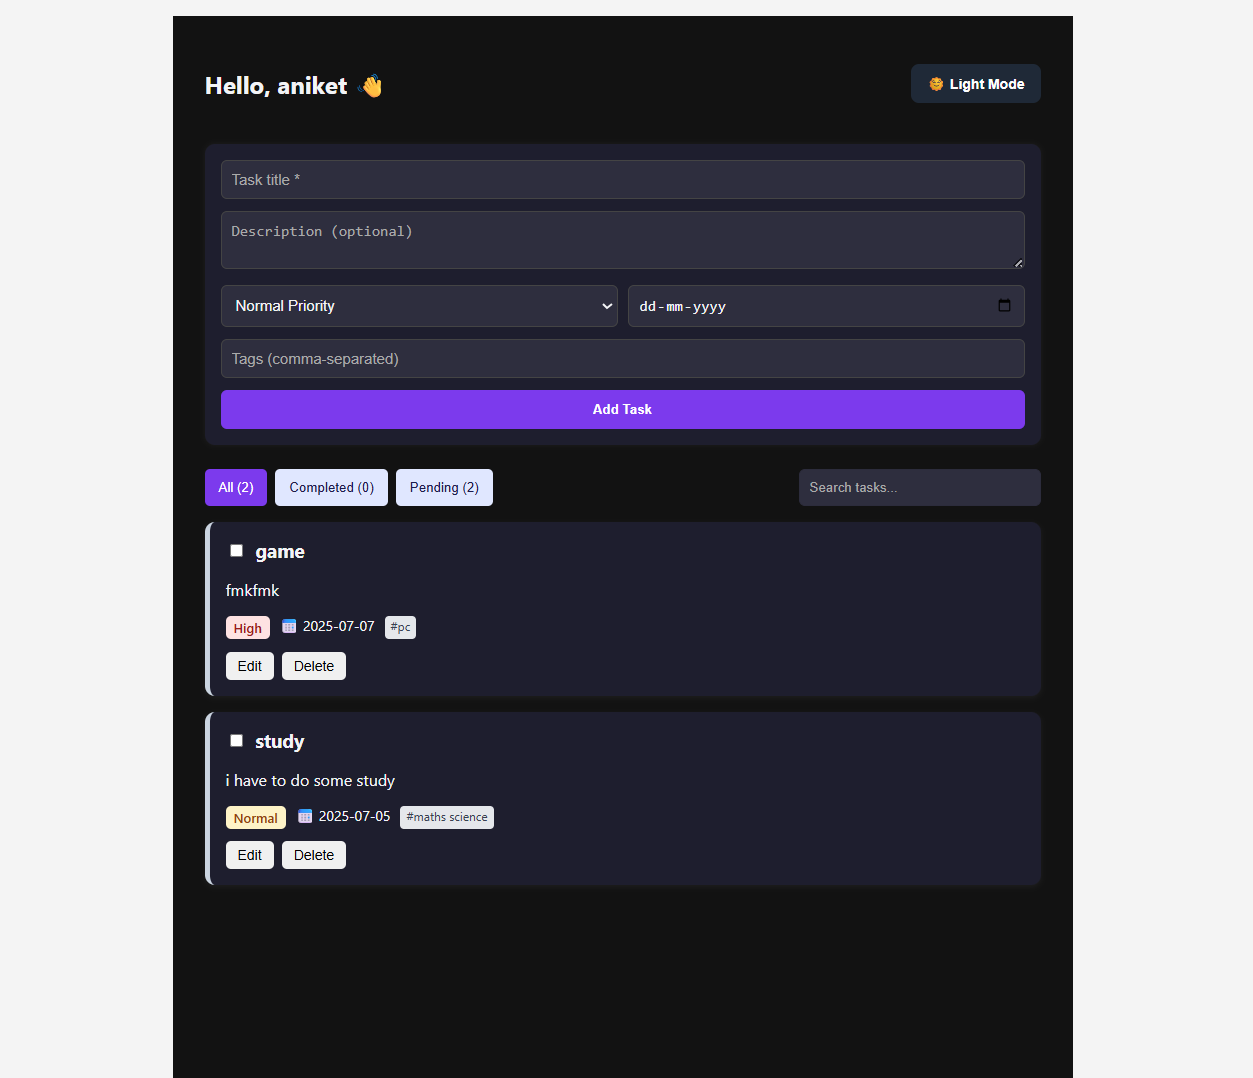 Hello, aniket 👋
🌞 Light Mode
Task title *
Description (optional)
Normal Priority
dd-mm-yyyy
Tags (comma-separated)
Add Task
All (2)
Completed (0)
Pending (2)
Search tasks...
game
fmkfmk
High 2025-07-07 #pc
Edit Delete
study
i have to do some study
Normal 2025-07-05 #maths science
Edit Delete